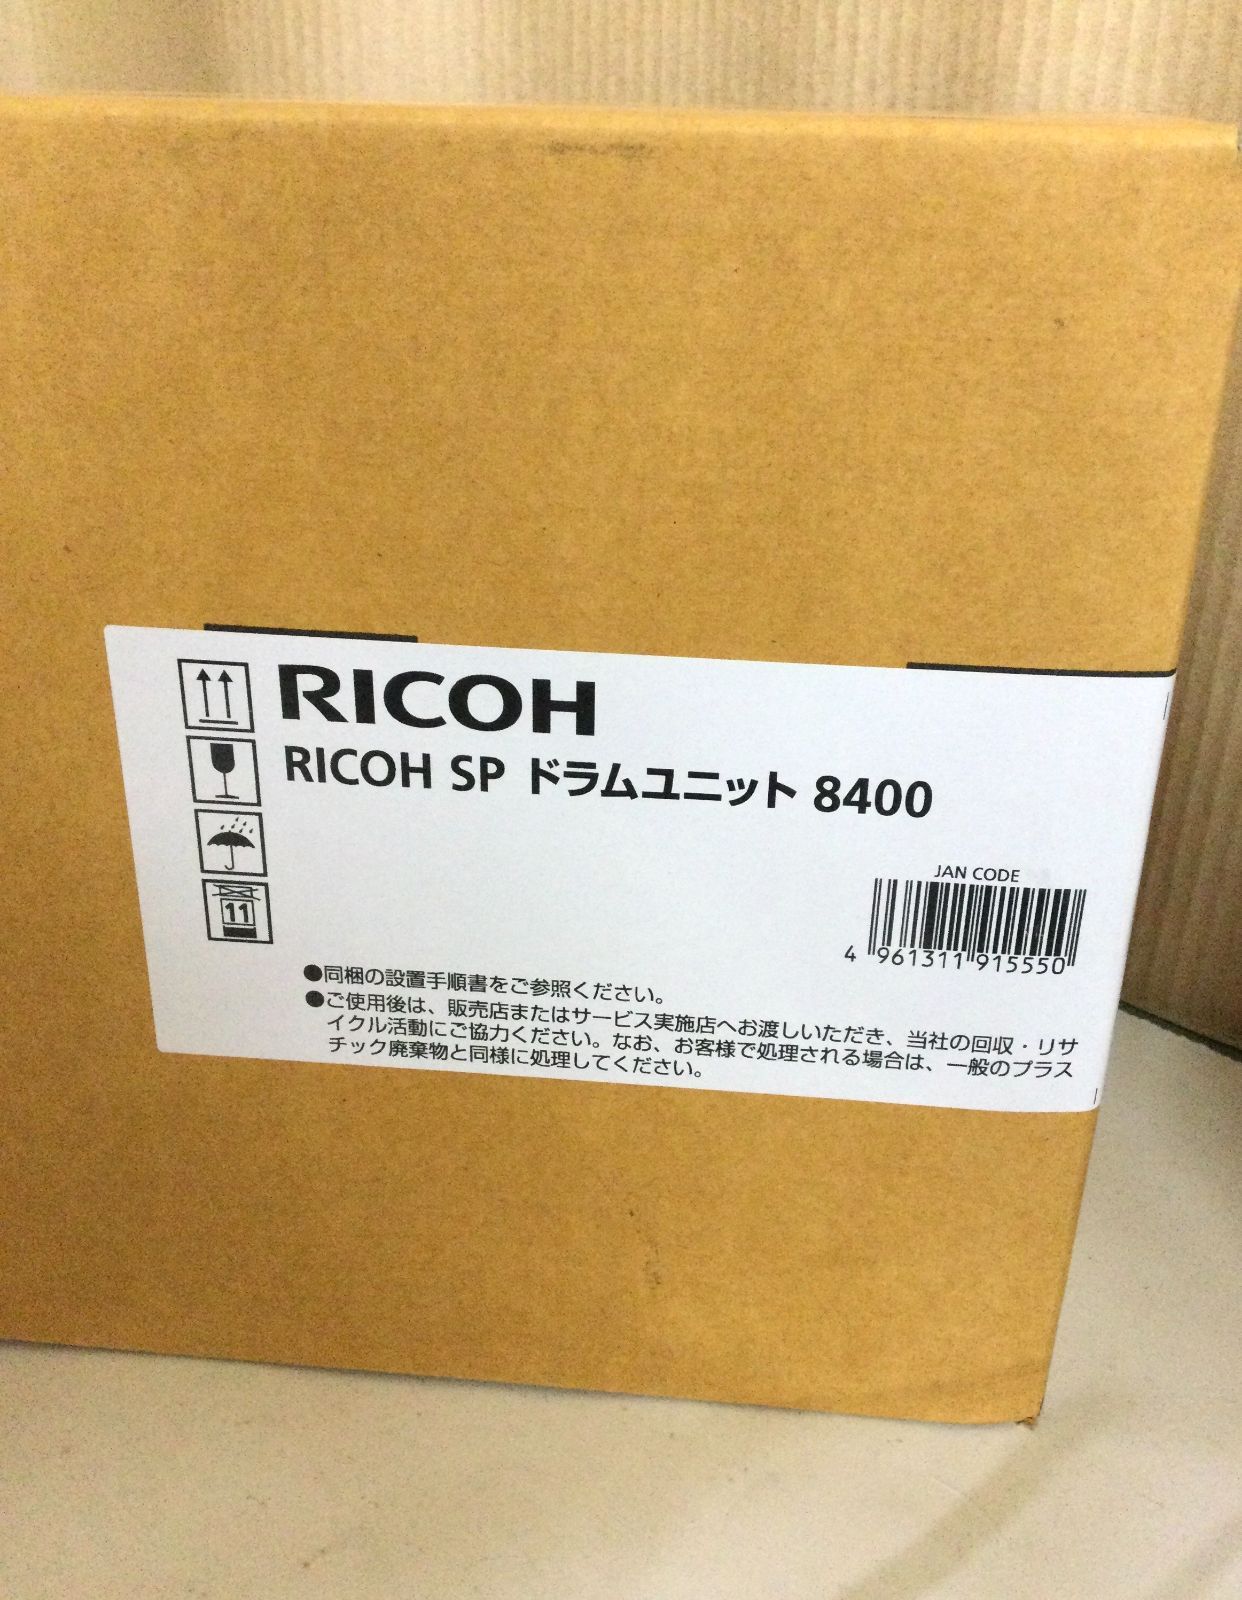 RICOH
RICOH SP ドラムユニット 8400
11
JAN CODE
4 961311 915550
●同梱の設置手順書をご参照ください。
●ご使用後は、販売店またはサービス実施店へお渡しいただき、当社の回収・リサ
イクル活動にご協力ください。なお、お客様で処理される場合は、一般のプラス
チック廃棄物と同様に処理してください。